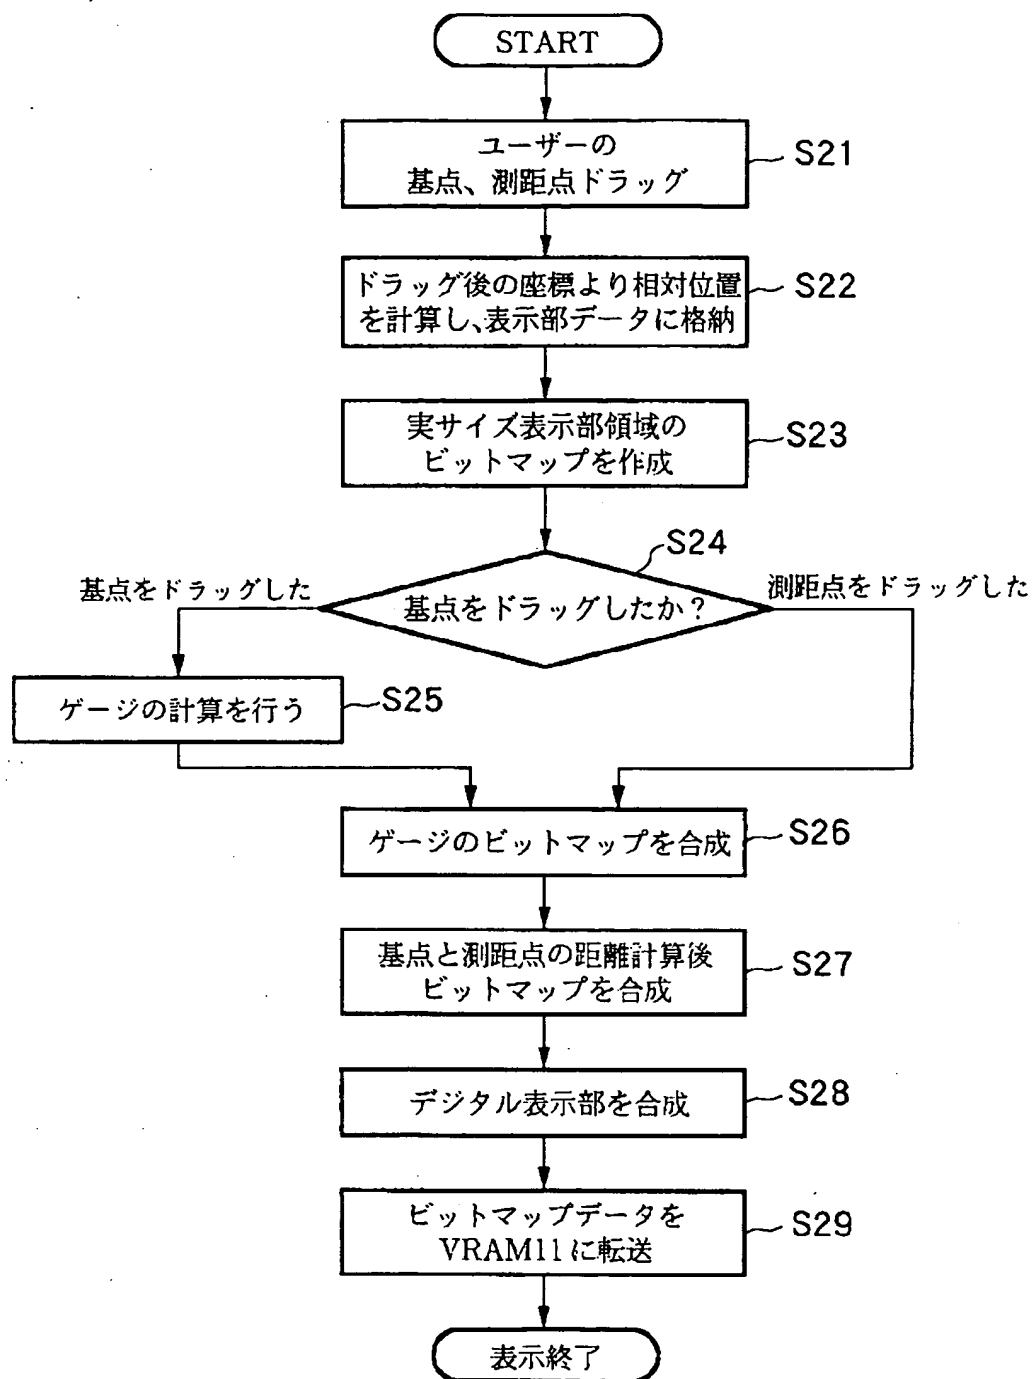 START
ユーザーの
基点、測距点ドラッグ
S21
ドラッグ後の座標より相対位置
を計算し、表示部データに格納
S22
実サイズ表示部領域の
ビットマップを作成
S23
S24
基点をドラッグした
基点をドラッグしたか？
測距点をドラッグした
ゲージの計算を行う
S25
ゲージのビットマップを合成
S26
基点と測距点の距離計算後
ビットマップを合成
S27
デジタル表示部を合成
S28
ビットマップデータを
VRAM11に転送
S29
表示終了